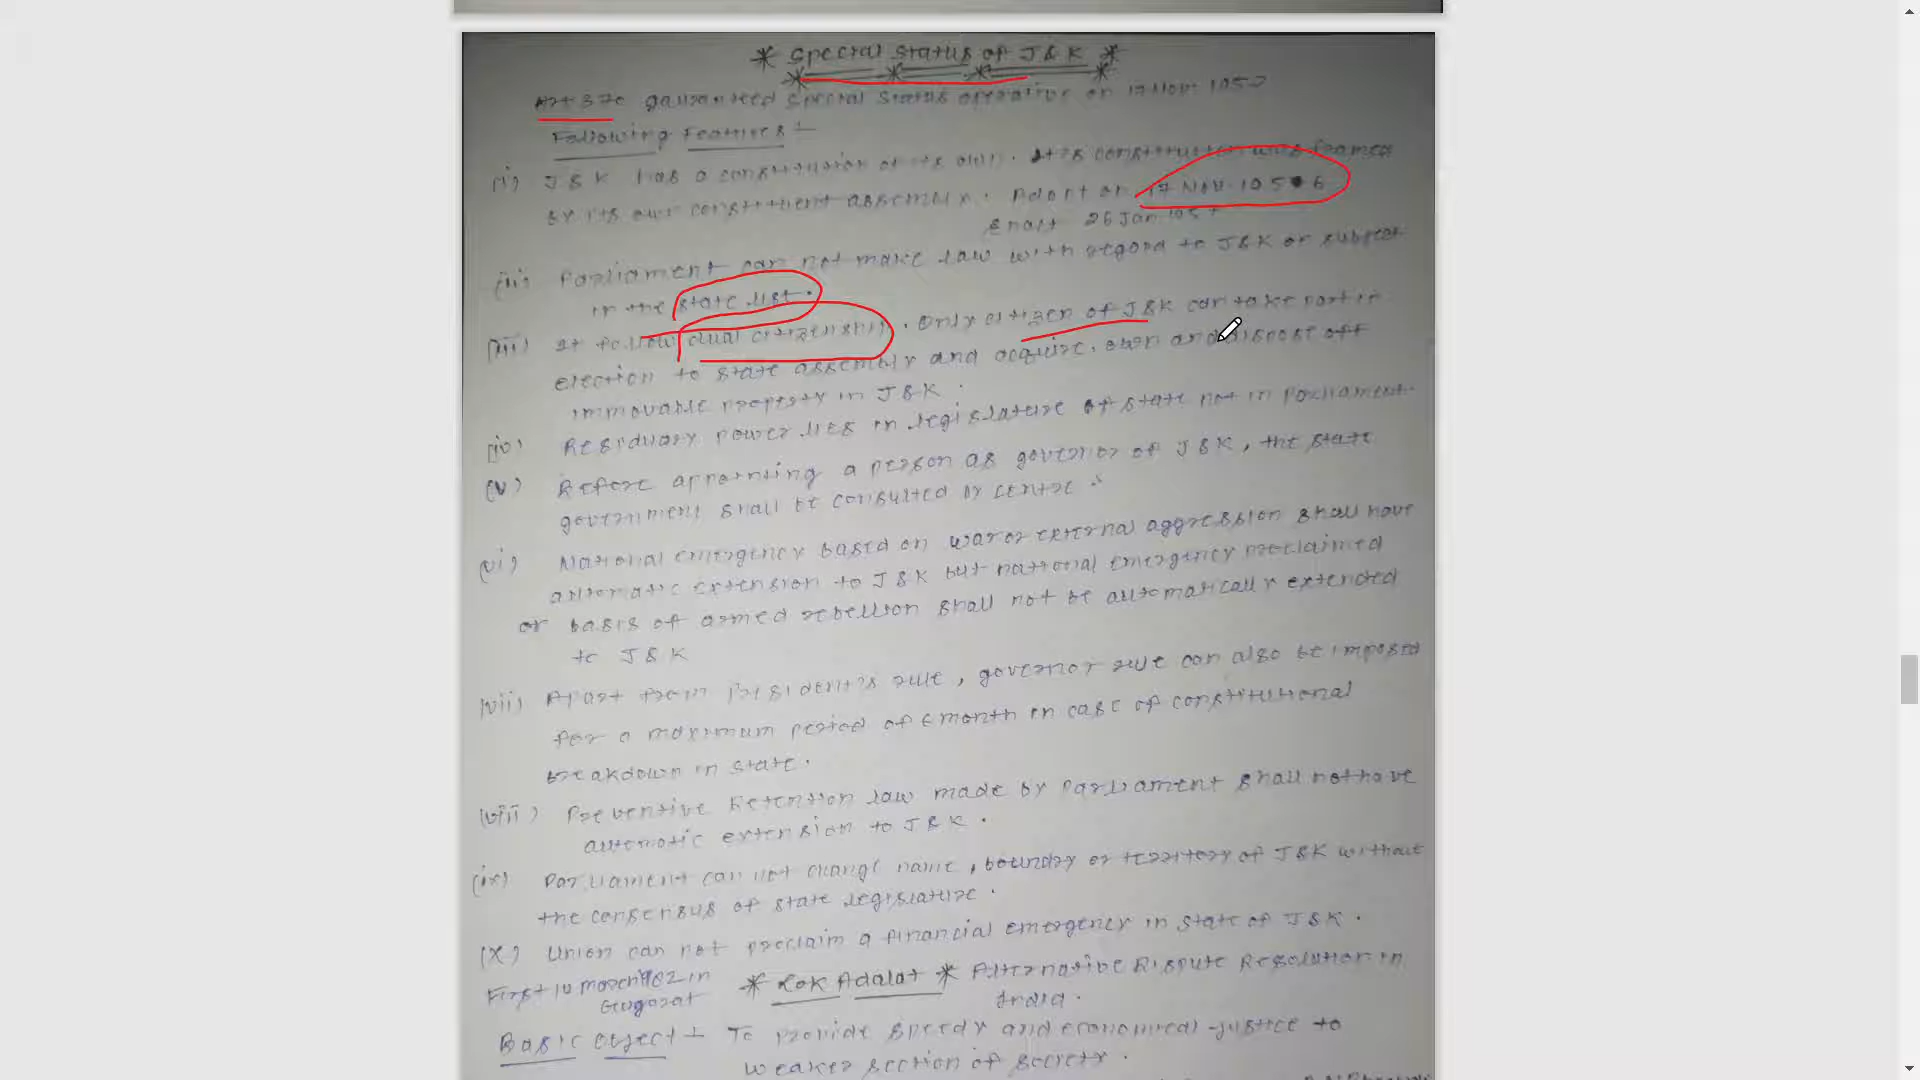 * Special Status of J&K *
Art 370 gauranteed special status operative on 17 Nov 1952
Following Features :-
(i) J&K has a constitution of its own. Its constitution was framed
by its own constituent assembly. Adopt on 17 Nov 1956
Enact 26 Jan 1957
(ii) Parliament can not make law with regard to J&K on subject
in the state list.
(iii) It follow dual citizenship. Only citizen of J&K can take part in
election to state assembly and acquire, own and dispose off
immovable property in J&K.
(iv) Residuary power lies in legislature of state not in parliament.
(v) Before appointing a person as governor of J&K, the state
government shall be consulted by centre.
(vi) National emergency based on war or external aggression shall have
automatic extension to J&K but national emergency proclaimed
on basis of armed rebellion shall not be automatically extended
to J&K
(vii) Apart from President's rule, governor rule can also be imposed
for a maximum period of 6 month in case of constitutional
breakdown in state.
(viii) Preventive Detention law made by Parliament shall not have
automatic extension to J&K.
(ix) Parliament can not change name, boundry or territory of J&K without
the consensus of state legislature.
(x) Union can not proclaim a financial emergency in state of J&K.
First 10 March 1982 in
Gugarat
* Lok Adalat * Alternative Dispute Resolution in
India.
Basic Object :- To provide speedy and economical justice to
weaker section of society.